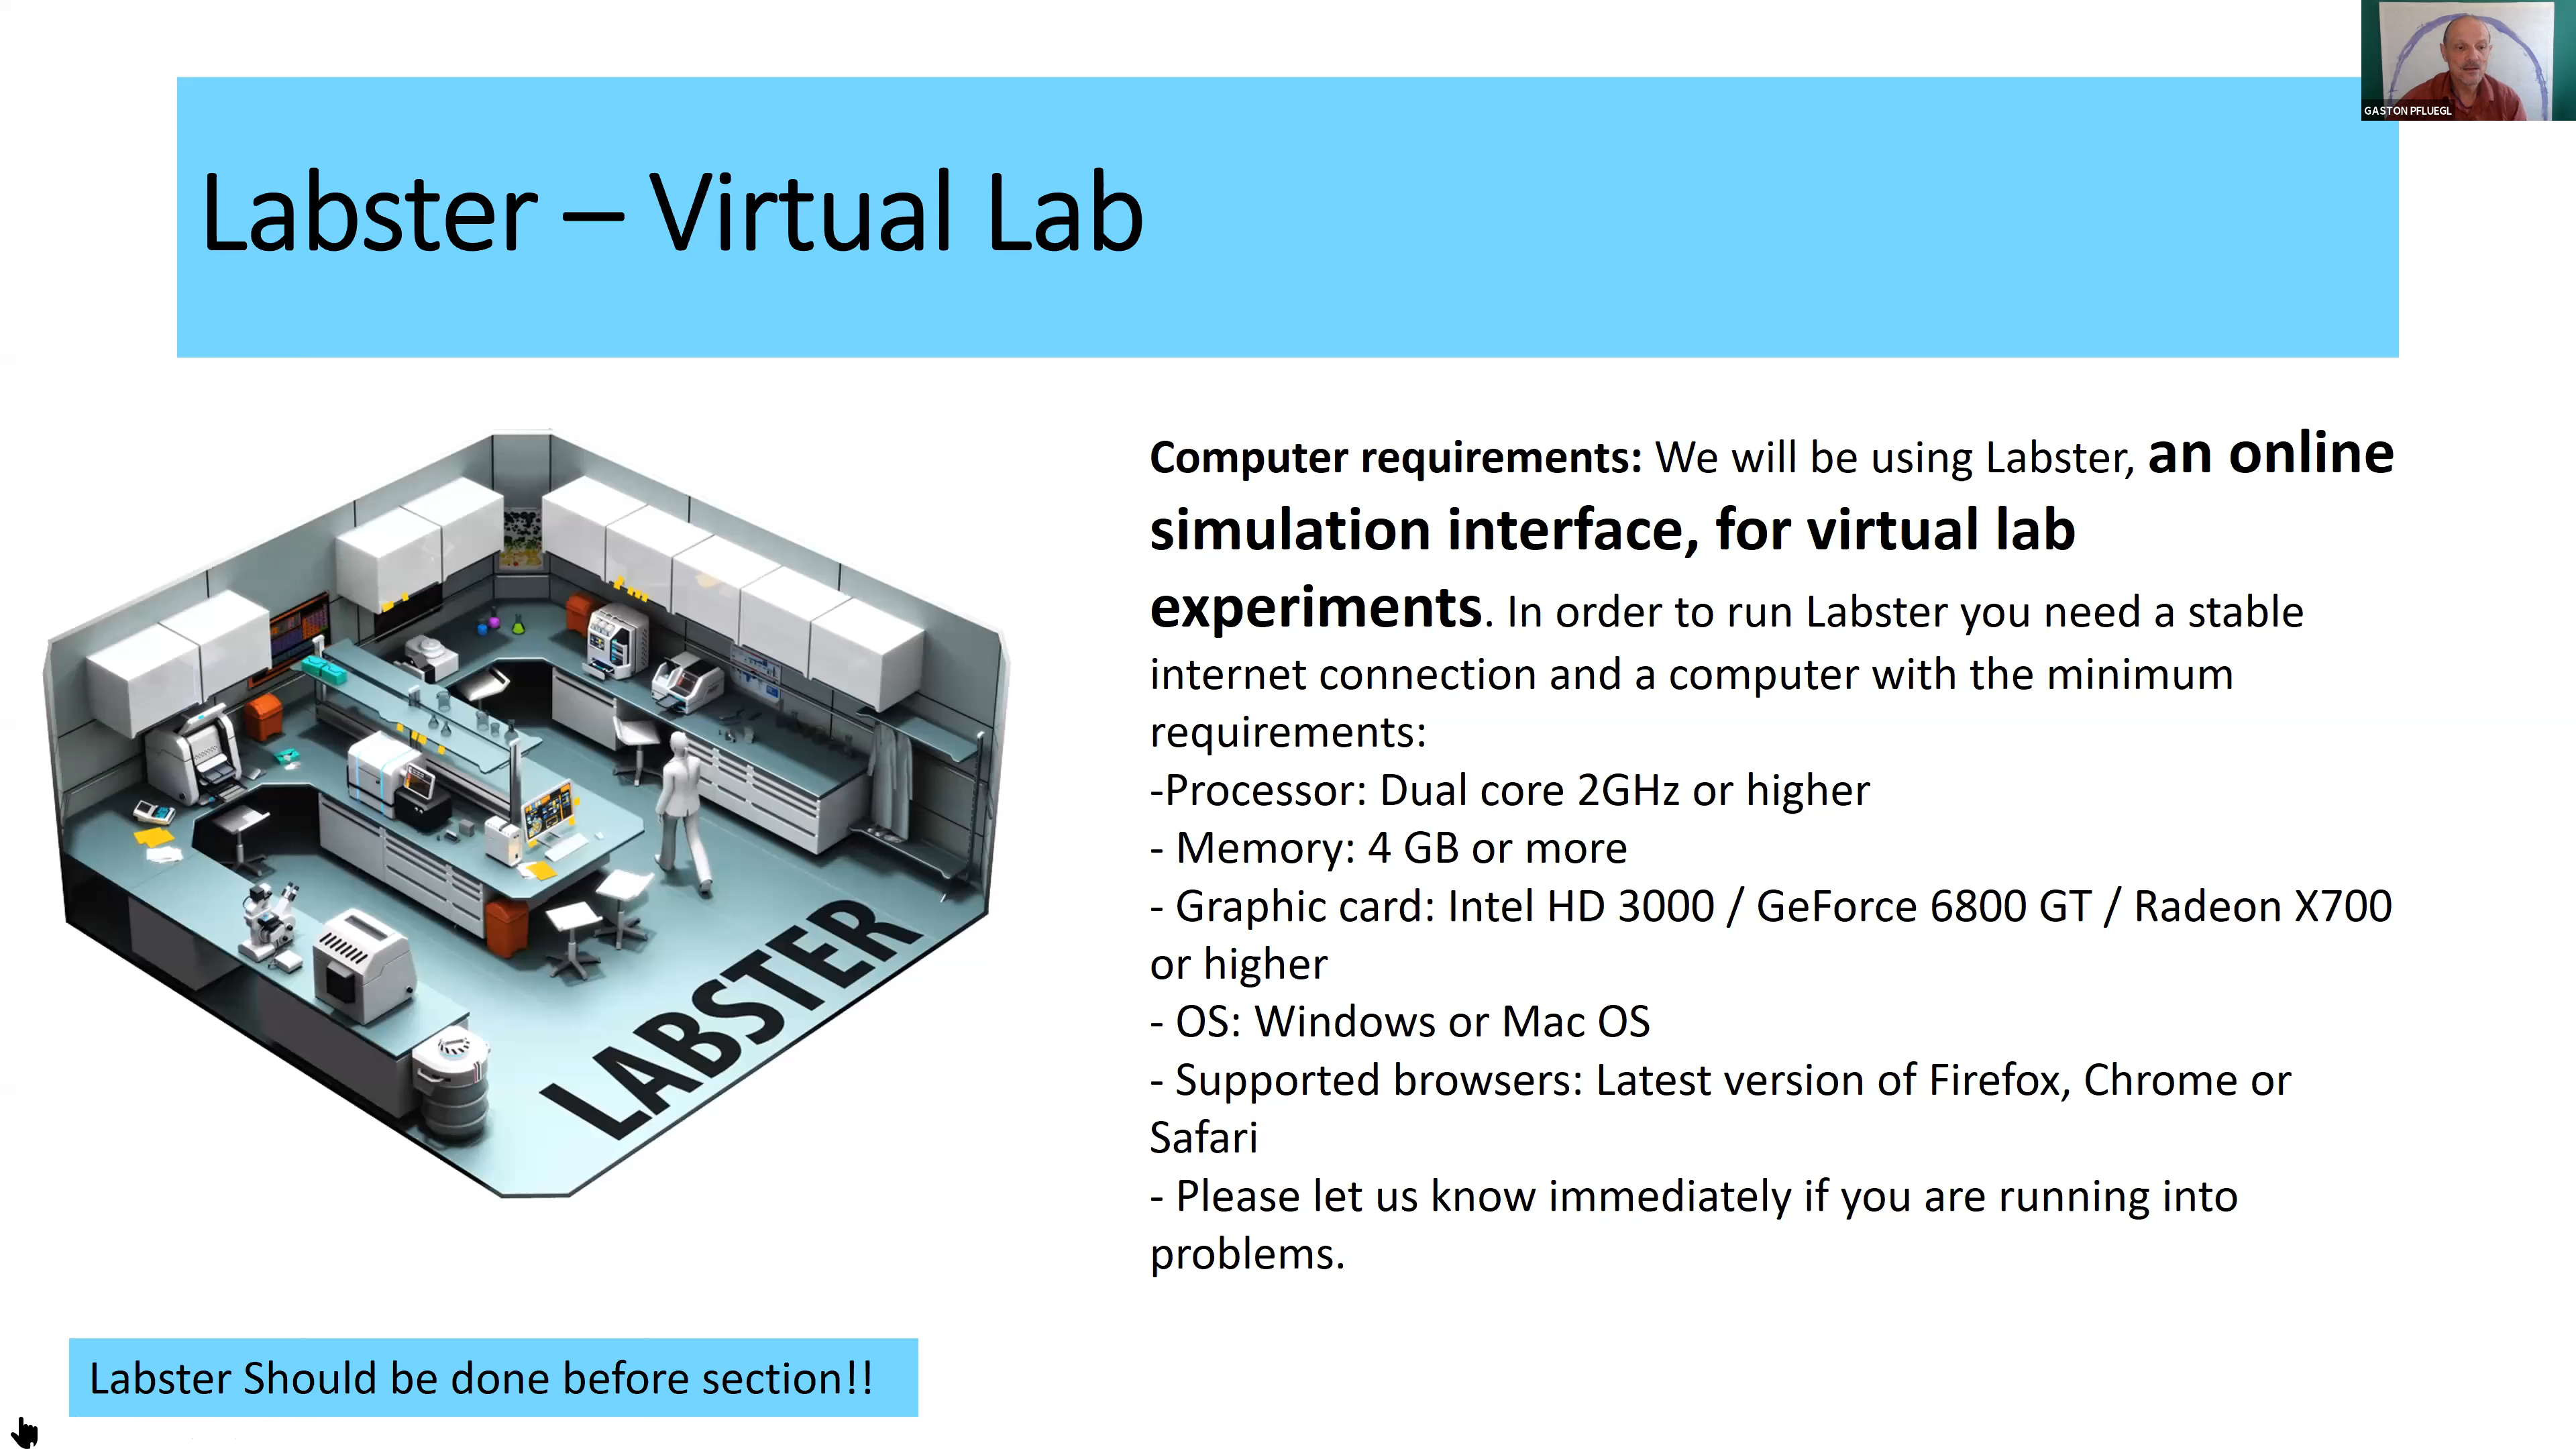 GASTON PFLUEGL
Labster – Virtual Lab
Computer requirements: We will be using Labster, an online
simulation interface, for virtual lab
experiments. In order to run Labster you need a stable
internet connection and a computer with the minimum
requirements:
-Processor: Dual core 2GHz or higher
- Memory: 4 GB or more
- Graphic card: Intel HD 3000 / GeForce 6800 GT / Radeon X700
or higher
- OS: Windows or Mac OS
- Supported browsers: Latest version of Firefox, Chrome or
Safari
- Please let us know immediately if you are running into
problems.
LABSTER
Labster Should be done before section!!